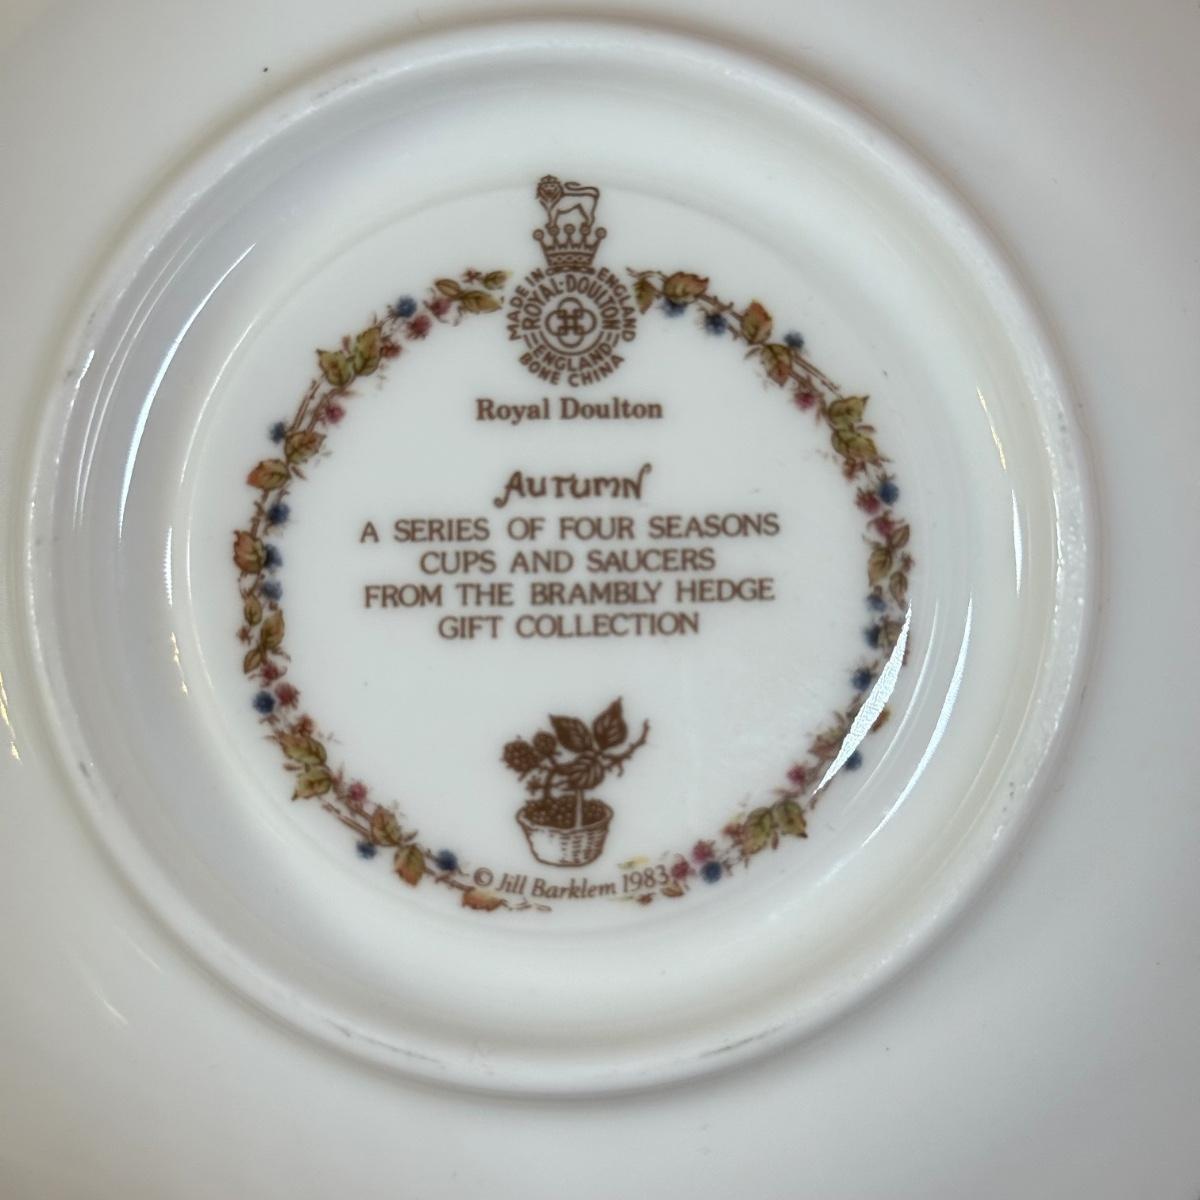 MADE IN ENGLAND
ROYAL·DOULTON
ENGLAND
BONE CHINA
Royal Doulton
Autumn
A SERIES OF FOUR SEASONS
CUPS AND SAUCERS
FROM THE BRAMBLY HEDGE
GIFT COLLECTION
© Jill Barklem 1983